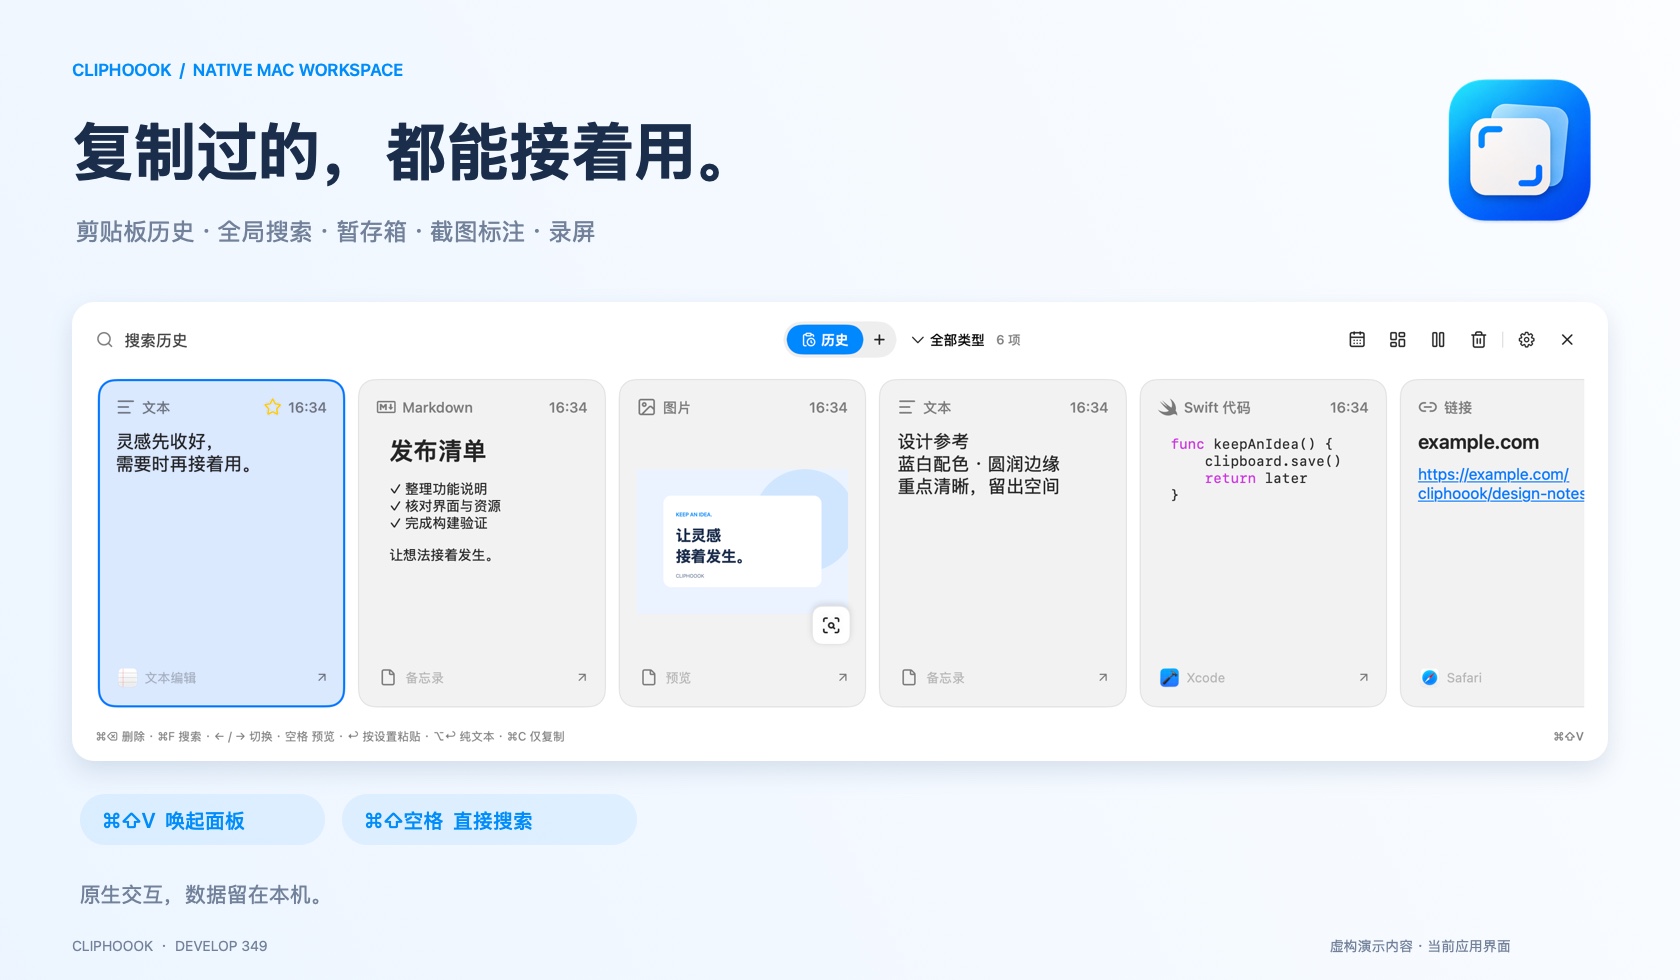 CLIPHOOOK / NATIVE MAC WORKSPACE
复制过的，都能接着用。
剪贴板历史 · 全局搜索 · 暂存箱 · 截图标注 · 录屏
搜索历史
历史
+
全部类型 6 项
文本 16:34
灵感先收好，
需要时再接着用。
文本编辑
Markdown 16:34
发布清单
✓ 整理功能说明
✓ 核对界面与资源
✓ 完成构建验证
让想法接着发生。
备忘录
图片 16:34
KEEP AN IDEA.
让灵感
接着发生。
CLIPHOOOK
预览
文本 16:34
设计参考
蓝白配色 · 圆润边缘
重点清晰，留出空间
备忘录
Swift 代码 16:34
func keepAnIdea() {
    clipboard.save()
    return later
}
Xcode
链接
example.com
https://example.com/
cliphoook/design-notes
Safari
⌘⌫ 删除 · ⌘F 搜索 · ← / → 切换 · 空格 预览 · ↩ 按设置粘贴 · ⌥↩ 纯文本 · ⌘C 仅复制
⌘⇧V
⌘⇧V 唤起面板
⌘⇧空格 直接搜索
原生交互，数据留在本机。
CLIPHOOOK · DEVELOP 349
虚构演示内容 · 当前应用界面